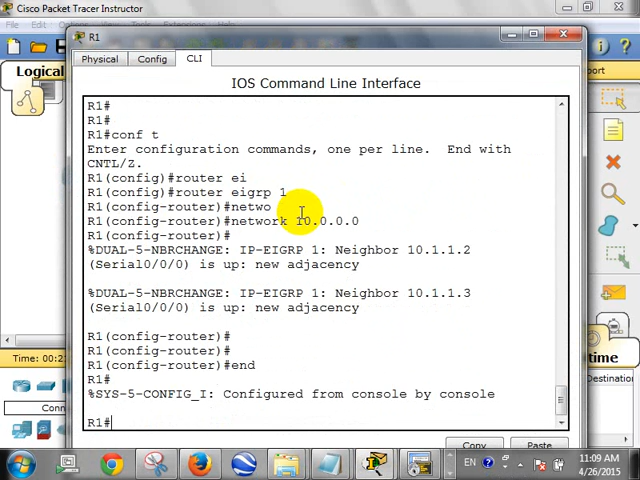 Cisco Packet Tracer Instructor
File
Edit
R1
Logical
Physical
Config
CLI
port
IOS Command Line Interface
R1#
R1#
R1#conf t
Enter configuration commands, one per line.  End with
CNTL/Z.
R1(config)#router ei
R1(config)#router eigrp 1
R1(config-router)#netwo
R1(config-router)#network 10.0.0.0
R1(config-router)#
%DUAL-5-NBRCHANGE: IP-EIGRP 1: Neighbor 10.1.1.2
(Serial0/0/0) is up: new adjacency
%DUAL-5-NBRCHANGE: IP-EIGRP 1: Neighbor 10.1.1.3
(Serial0/0/0) is up: new adjacency
R1(config-router)#
R1(config-router)#
R1(config-router)#end
R1#
%SYS-5-CONFIG_I: Configured from console by console
R1#
Time: 00:2
time
Destination
Conn
Copy
Paste
EN
11:09 AM
4/26/2015